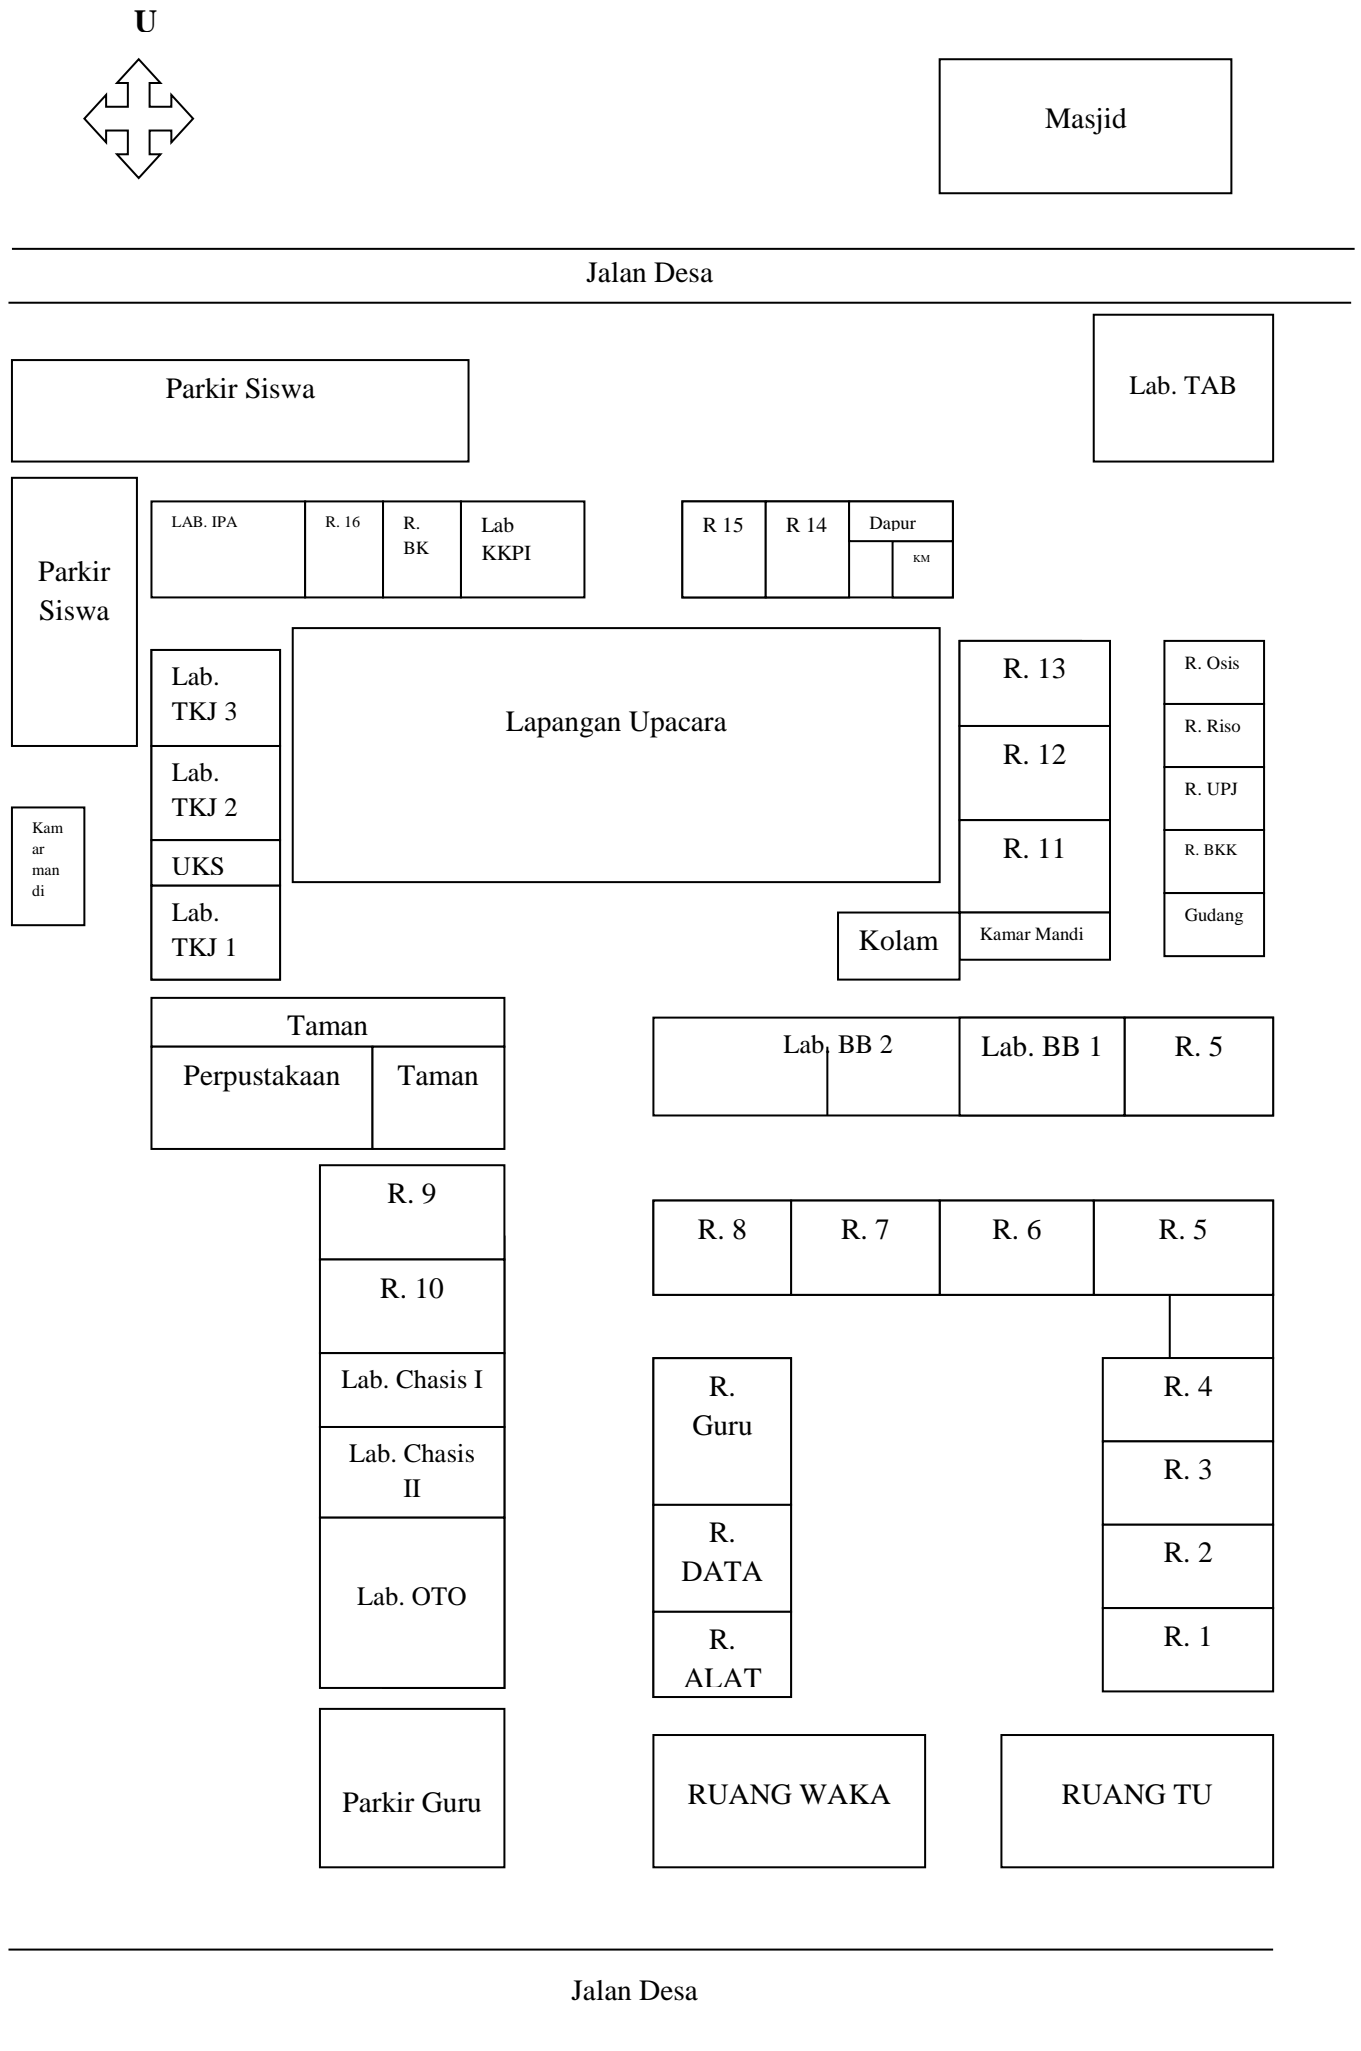 U
Masjid
Jalan Desa
Lab. TAB
Parkir Siswa
Parkir
Siswa
LAB. IPA
R. 16
R.
BK
Lab
KKPI
R 15
R 14
Dapur
KM
Lab.
TKJ 3
Lab.
TKJ 2
UKS
Lab.
TKJ 1
Lapangan Upacara
R. 13
R. 12
R. 11
Kamar Mandi
Kolam
R. Osis
R. Riso
R. UPJ
R. BKK
Gudang
Kam
ar
man
di
Taman
Perpustakaan
Taman
Lab. BB 2
Lab. BB 1
R. 5
R. 9
R. 10
Lab. Chasis I
Lab. Chasis
II
Lab. OTO
R. 8
R. 7
R. 6
R. 5
R.
Guru
R.
DATA
R.
ALAT
R. 4
R. 3
R. 2
R. 1
Parkir Guru
RUANG WAKA
RUANG TU
Jalan Desa